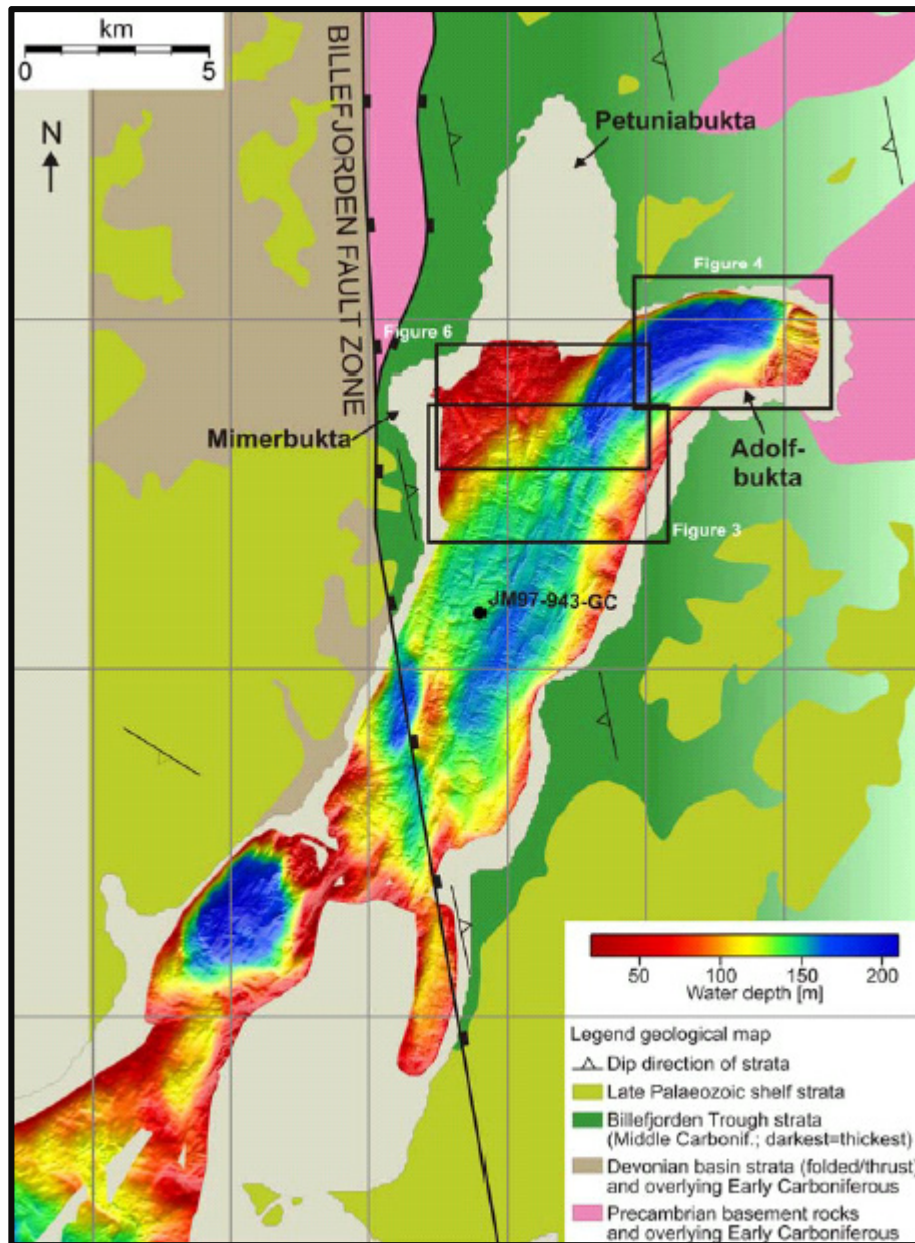 km
0 5
N
BILLEFJORDEN FAULT ZONE
Petuniabukta
Figure 4
Figure 6
Mimerbukta
Adolf-
bukta
Figure 3
JM97-943-GC
50 100 150 200
Water depth [m]
Legend geological map
Dip direction of strata
Late Palaeozoic shelf strata
Billefjorden Trough strata
(Middle Carbonif.; darkest=thickest)
Devonian basin strata (folded/thrust)
and overlying Early Carboniferous
Precambrian basement rocks
and overlying Early Carboniferous